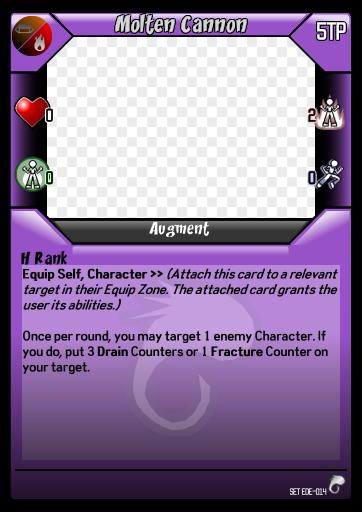 Molten Cannon
5TP
0
2
0
0
Augment
H Rank
Equip Self, Character >> (Attach this card to a relevant
target in their Equip Zone. The attached card grants the
user its abilities.)
Once per round, you may target 1 enemy Character. If
you do, put 3 Drain Counters or 1 Fracture Counter on
your target.
SET EOE-014